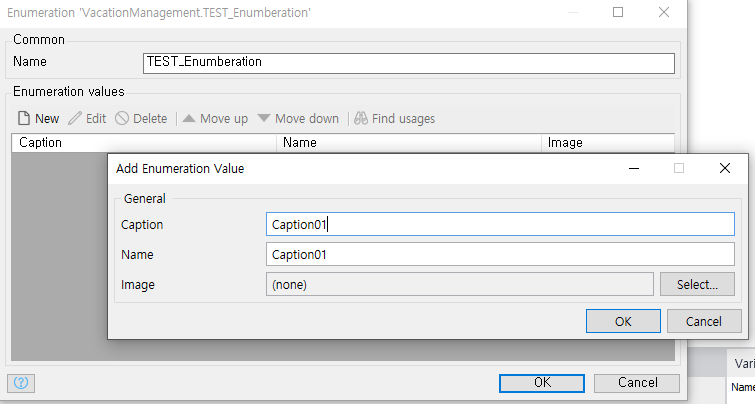 Enumeration 'VacationManagement.TEST_Enumberation'
Common
Name TEST_Enumberation
Enumeration values
New Edit Delete Move up Move down Find usages
Caption Name Image
Add Enumeration Value
General
Caption Caption01
Name Caption01
Image (none) Select...
OK Cancel
Vari
OK Cancel
Name